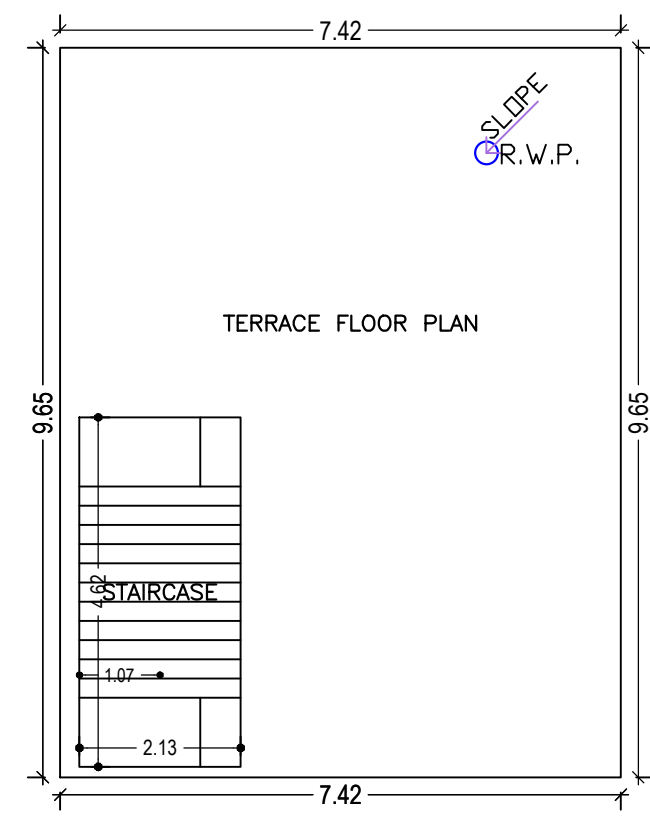 7.42
SLOPE
R.W.P.
TERRACE FLOOR PLAN
9.65
9.65
4.62
STAIRCASE
1.07
2.13
7.42